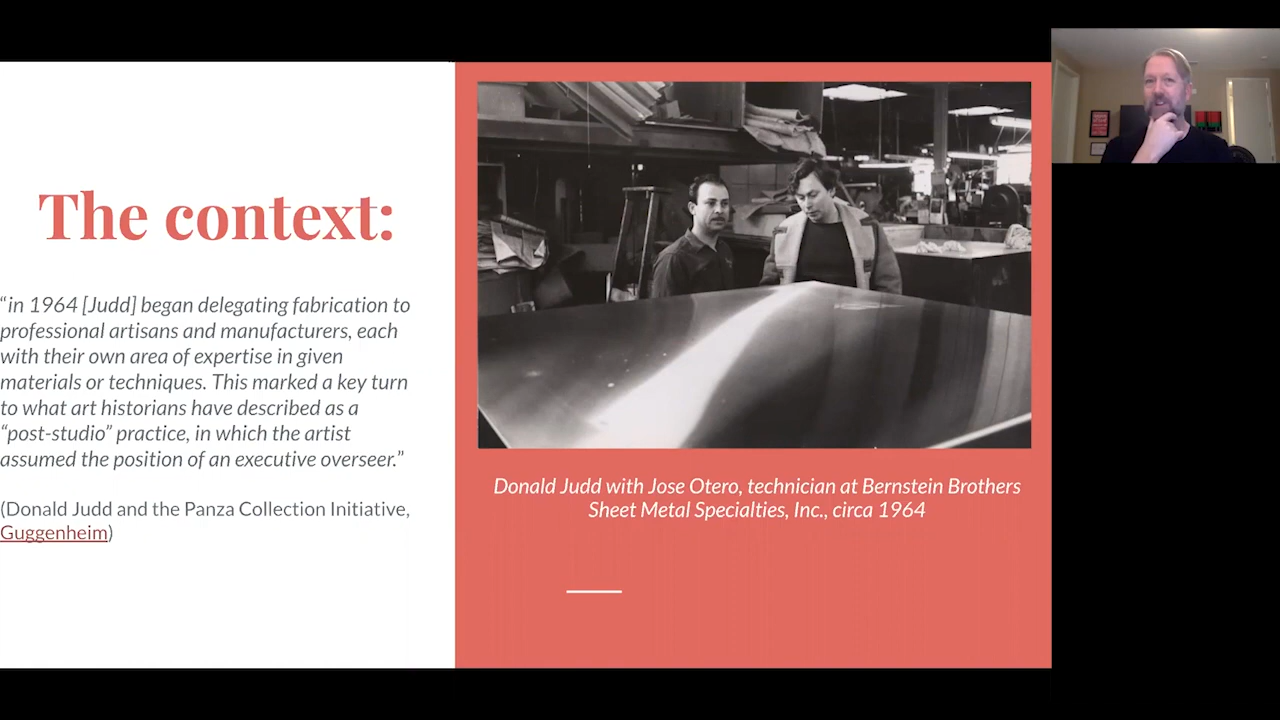 The context:
“in 1964 [Judd] began delegating fabrication to
professional artisans and manufacturers, each
with their own area of expertise in given
materials or techniques. This marked a key turn
to what art historians have described as a
“post-studio” practice, in which the artist
assumed the position of an executive overseer.”
(Donald Judd and the Panza Collection Initiative,
Guggenheim)
Donald Judd with Jose Otero, technician at Bernstein Brothers
Sheet Metal Specialties, Inc., circa 1964